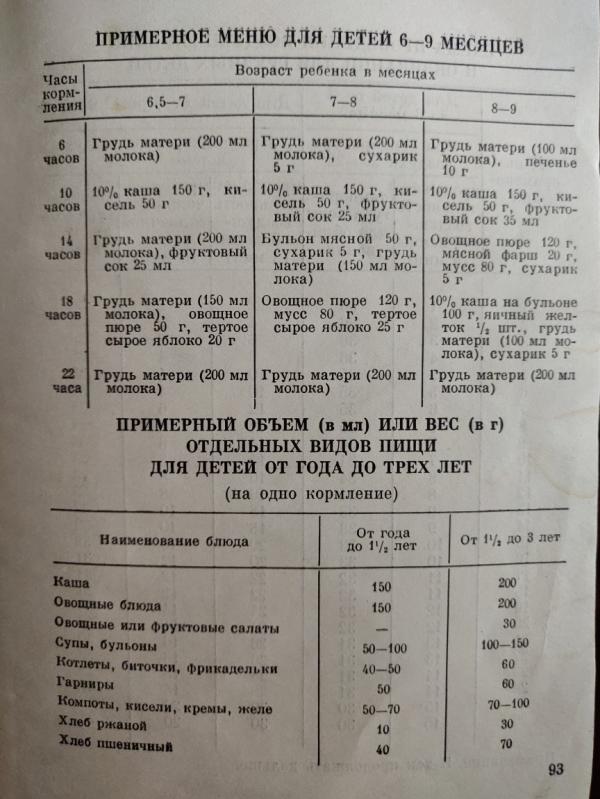 ПРИМЕРНОЕ МЕНЮ ДЛЯ ДЕТЕЙ 6—9 МЕСЯЦЕВ
Часы
корм-
ления
Возраст ребенка в месяцах
6,5—7
7—8
8—9
6
часов
Грудь матери (200 мл
молока)
Грудь матери (200 мл
молока), сухарик
5 г
Грудь матери (100 мл
молока), печенье
10 г
10
часов
10% каша 150 г, ки-
сель 50 г
10% каша 150 г, ки-
сель 50 г, фрукто-
вый сок 25 мл
10% каша 150 г, ки-
сель 50 г, фрукто-
вый сок 35 мл
14
часов
Грудь матери (200 мл
молока), фруктовый
сок 25 мл
Бульон мясной 50 г,
сухарик 5 г, грудь
матери (150 мл мо-
лока)
Овощное пюре 120 г,
мясной фарш 20 г,
мусс 80 г, сухарик
5 г
18
часов
Грудь матери (150 мл
молока), овощное
пюре 50 г, тертое
сырое яблоко 20 г
Овощное пюре 120 г,
мусс 80 г, тертое
сырое яблоко 25 г
10% каша на бульоне
100 г, яичный жел-
ток 1/2 шт., грудь
матери (100 мл мо-
лока), сухарик 5 г
22
часа
Грудь матери (200 мл
молока)
Грудь матери (200 мл
молока)
Грудь матери (200 мл
молока)
ПРИМЕРНЫЙ ОБЪЕМ (в мл) ИЛИ ВЕС (в г)
ОТДЕЛЬНЫХ ВИДОВ ПИЩИ
ДЛЯ ДЕТЕЙ ОТ ГОДА ДО ТРЕХ ЛЕТ
(на одно кормление)
Наименование блюда
От года
до 1 1/2 лет
От 1 1/2 до 3 лет
Каша 150 200
Овощные блюда 150 200
Овощные или фруктовые салаты — 30
Супы, бульоны 50—100 100—150
Котлеты, биточки, фрикадельки 40—50 60
Гарниры 50 60
Компоты, кисели, кремы, желе 50—70 70—100
Хлеб ржаной 10 30
Хлеб пшеничный 40 70
93